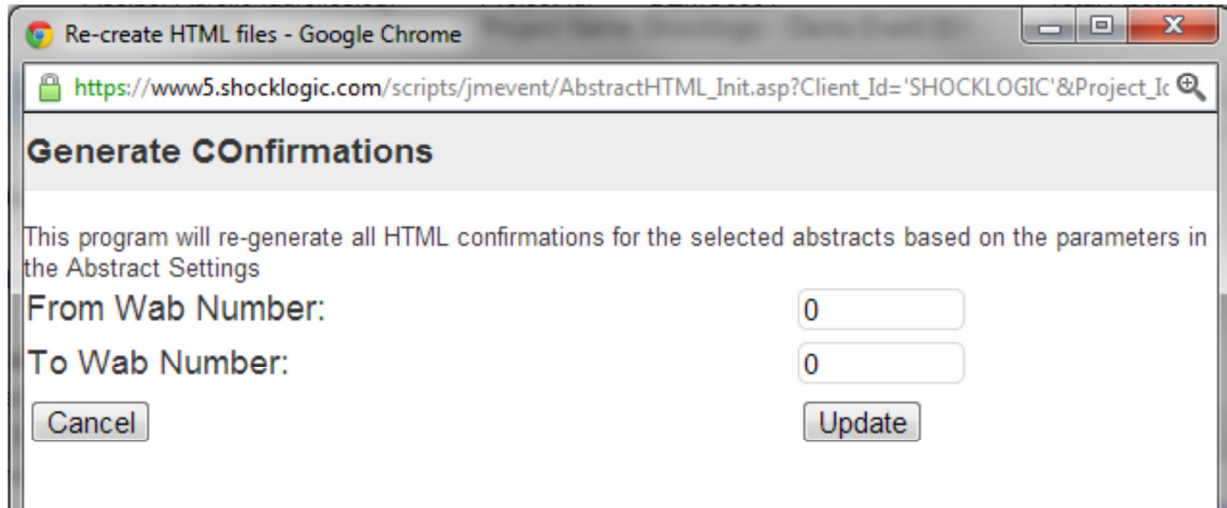 Re-create HTML files - Google Chrome
https://www5.shocklogic.com/scripts/jmevent/AbstractHTML_Init.asp?Client_Id='SHOCKLOGIC'&Project_Ic
Generate COnfirmations
This program will re-generate all HTML confirmations for the selected abstracts based on the parameters in
the Abstract Settings
From Wab Number: 0
To Wab Number: 0
Cancel Update